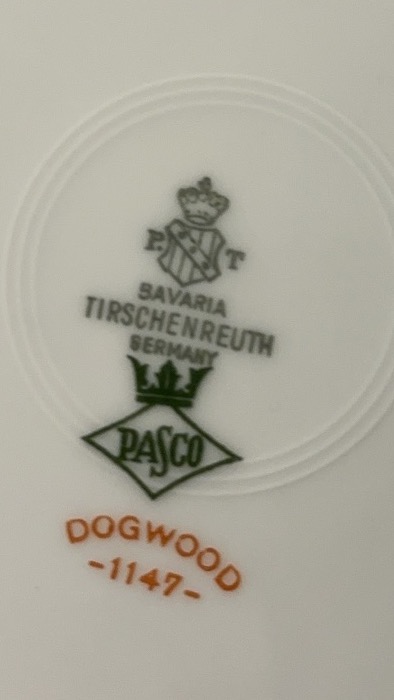 P. T
BAVARIA
TIRSCHENREUTH
GERMANY
PASCO
DOGWOOD
-1147-